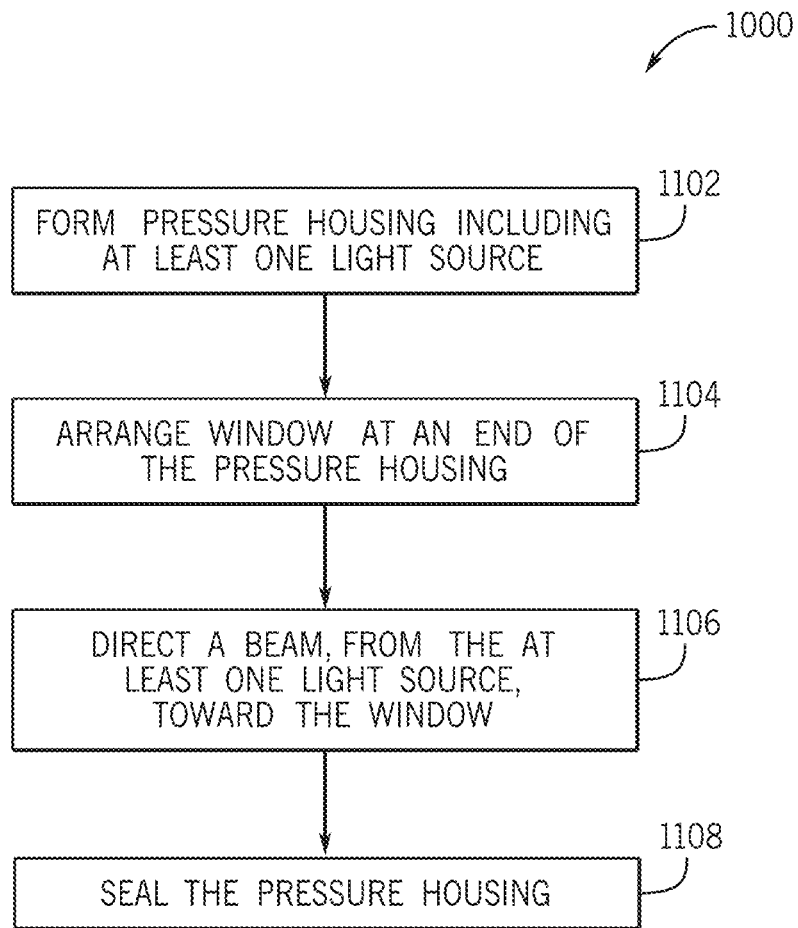 1000
1102
FORM PRESSURE HOUSING INCLUDING
AT LEAST ONE LIGHT SOURCE
1104
ARRANGE WINDOW AT AN END OF
THE PRESSURE HOUSING
1106
DIRECT A BEAM, FROM THE AT
LEAST ONE LIGHT SOURCE,
TOWARD THE WINDOW
1108
SEAL THE PRESSURE HOUSING